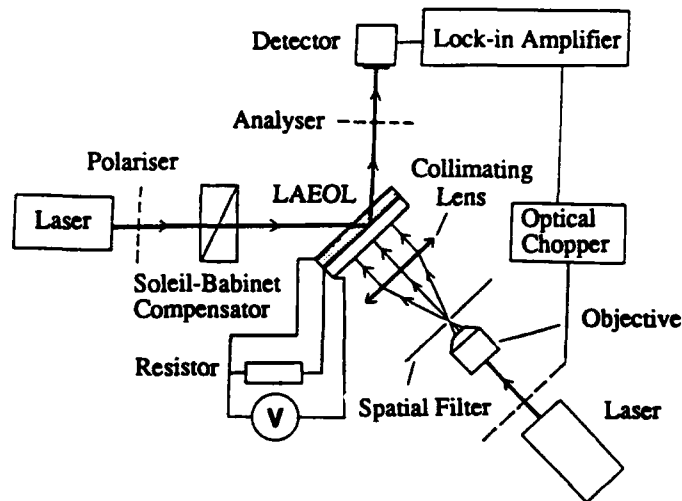 Detector
Lock-in Amplifier
Analyser
Polariser
Collimating
Lens
LAEOL
Laser
Optical
Chopper
Soleil-Babinet
Compensator
Objective
Resistor
V
Spatial Filter
Laser